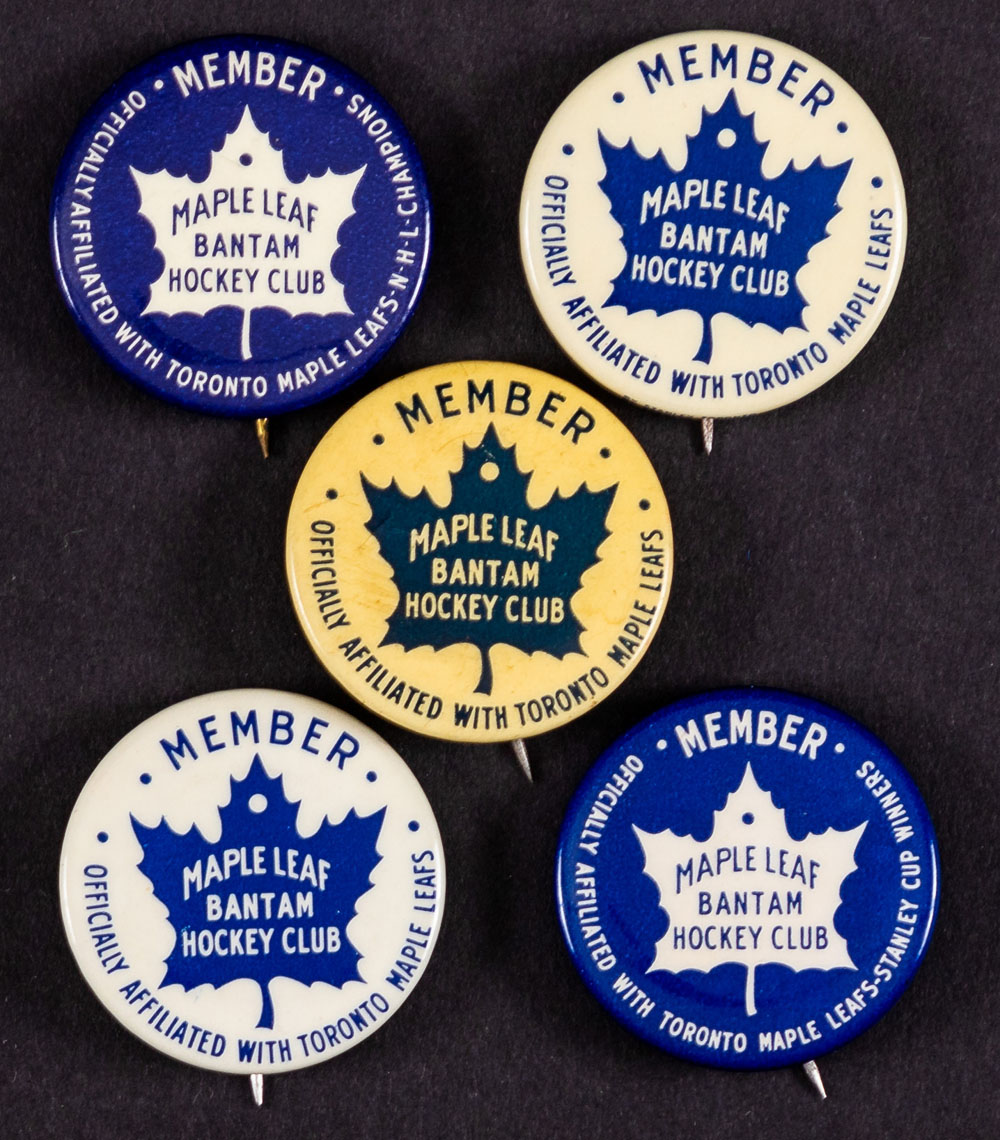 • MEMBER •
MAPLE LEAF
BANTAM
HOCKEY CLUB
OFFICIALLY AFFILIATED WITH TORONTO MAPLE LEAFS-N-H-L-CHAMPIONS
• MEMBER •
MAPLE LEAF
BANTAM
HOCKEY CLUB
• OFFICIALLY AFFILIATED WITH TORONTO MAPLE LEAFS •
• MEMBER •
MAPLE LEAF
BANTAM
HOCKEY CLUB
• OFFICIALLY AFFILIATED WITH TORONTO MAPLE LEAFS •
• MEMBER •
MAPLE LEAF
BANTAM
HOCKEY CLUB
• OFFICIALLY AFFILIATED WITH TORONTO MAPLE LEAFS •
• MEMBER •
MAPLE LEAF
BANTAM
HOCKEY CLUB
OFFICIALLY AFFILIATED WITH TORONTO MAPLE LEAFS-STANLEY CUP WINNERS